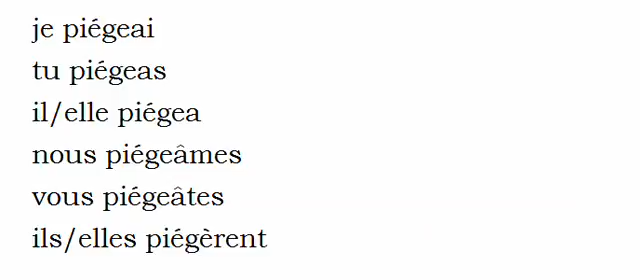 je piégeai
tu piégeas
il/elle piégea
nous piégeâmes
vous piégeâtes
ils/elles piégèrent